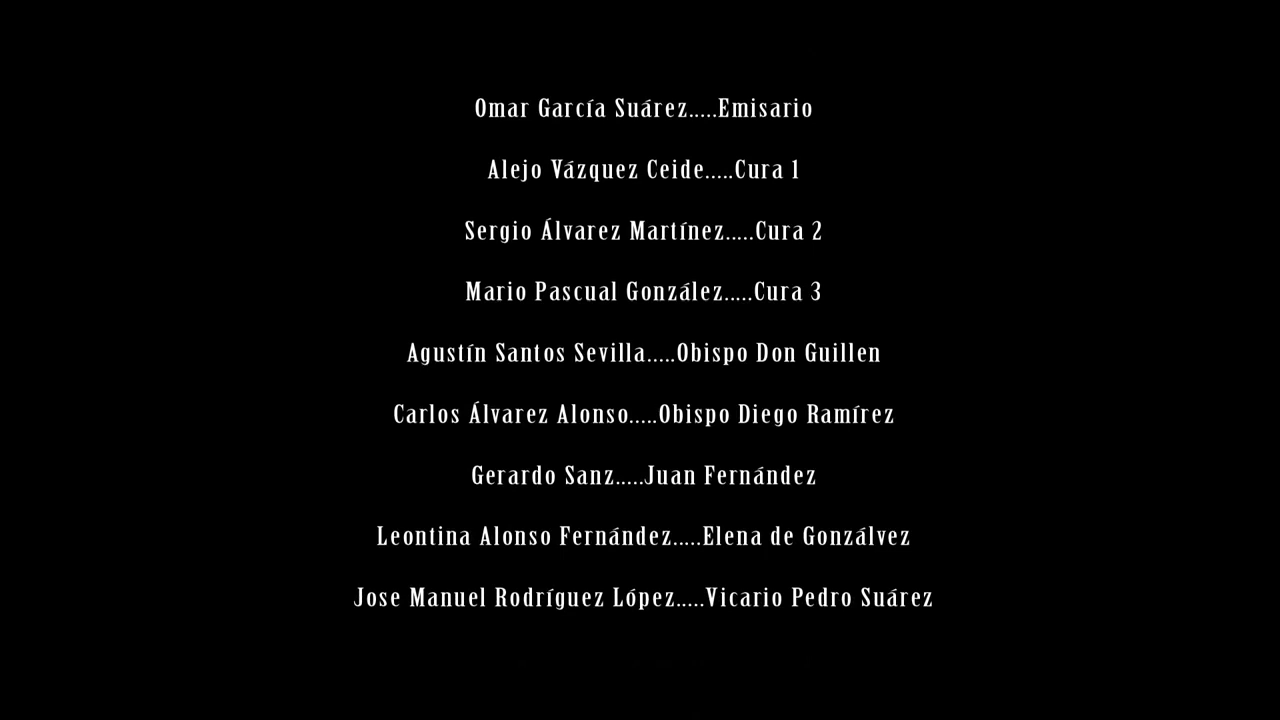 Omar García Suárez.....Emisario
Alejo Vázquez Ceide.....Cura 1
Sergio Álvarez Martínez.....Cura 2
Mario Pascual González.....Cura 3
Agustín Santos Sevilla.....Obispo Don Guillen
Carlos Álvarez Alonso.....Obispo Diego Ramírez
Gerardo Sanz.....Juan Fernández
Leontina Alonso Fernández.....Elena de Gonzálvez
Jose Manuel Rodríguez López.....Vicario Pedro Suárez